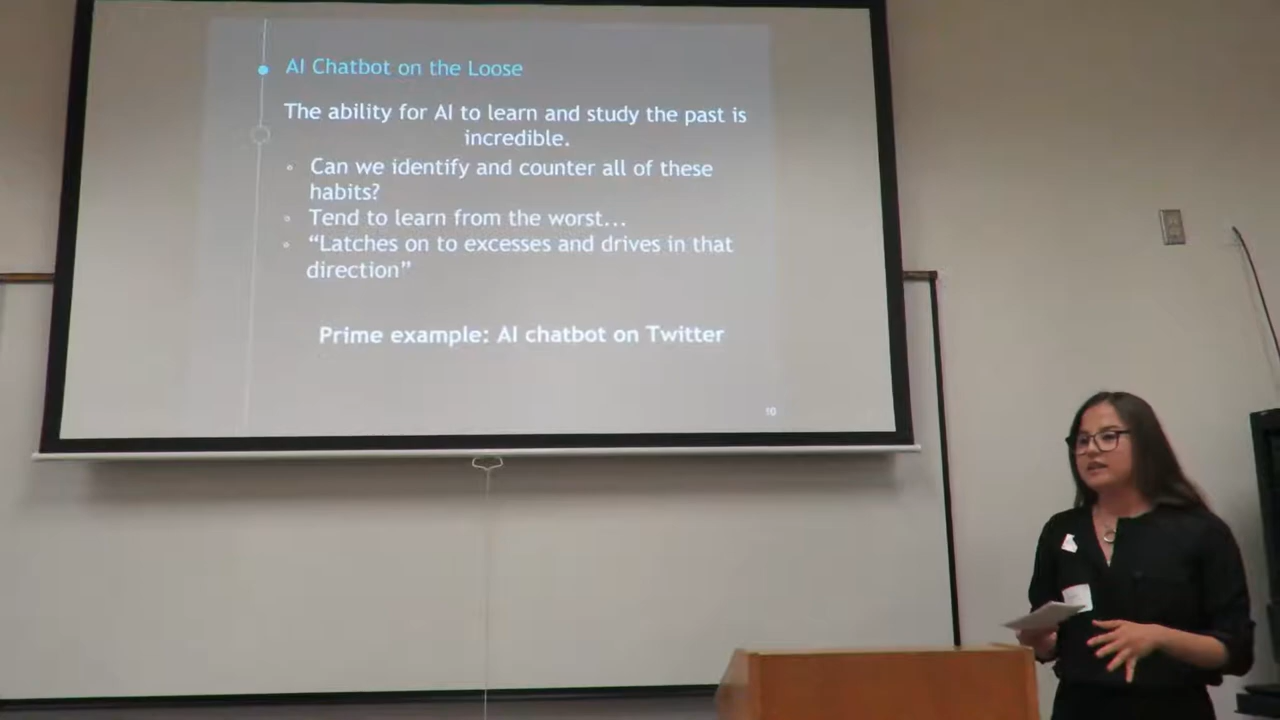 AI Chatbot on the Loose
The ability for AI to learn and study the past is
incredible.
◦ Can we identify and counter all of these
habits?
◦ Tend to learn from the worst...
◦ “Latches on to excesses and drives in that
direction”
Prime example: AI chatbot on Twitter
10